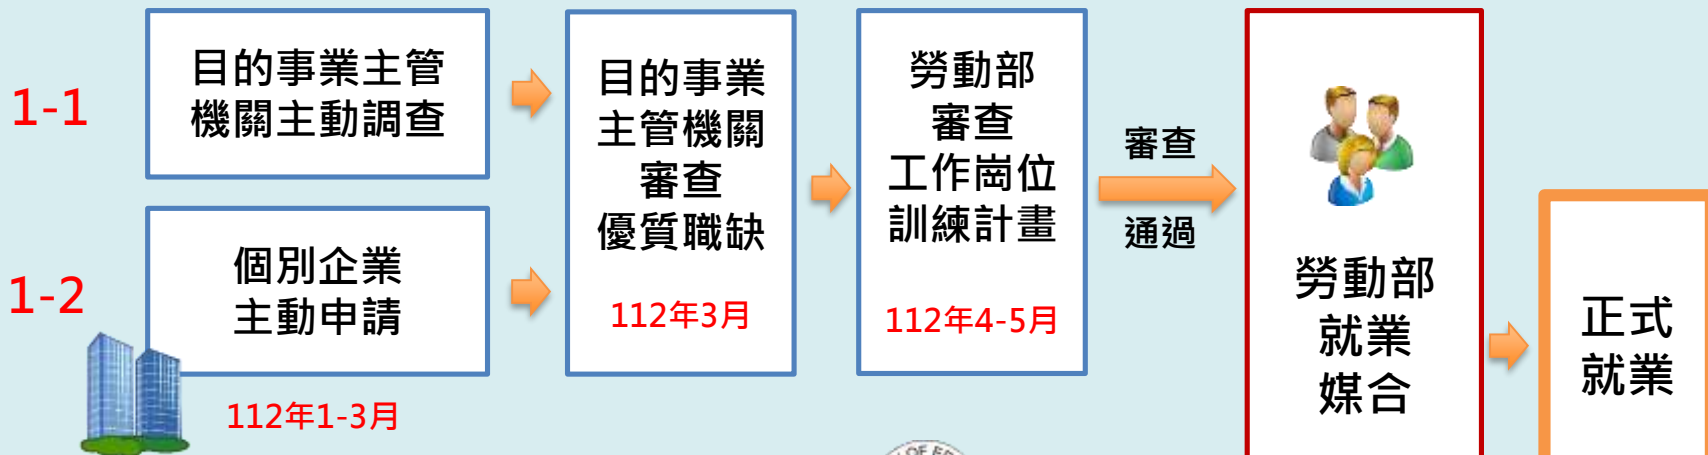 1-1
目的事業主管
機關主動調查
1-2
個別企業
主動申請
112年1-3月
目的事業
主管機關
審查
優質職缺
112年3月
勞動部
審查
工作崗位
訓練計畫
112年4-5月
審查
通過
勞動部
就業
媒合
正式
就業
OF